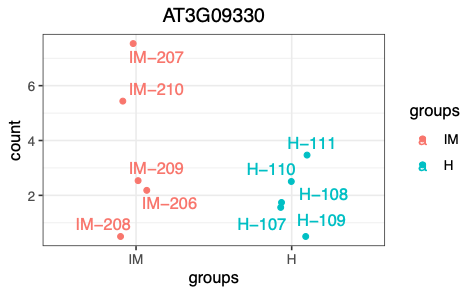 AT3G09330
count
6
4
2
IM−207
IM−210
IM−209
IM−206
IM−208
H−111
H−110
H−108
H−107
H−109
IM
H
groups
groups
a IM
a H